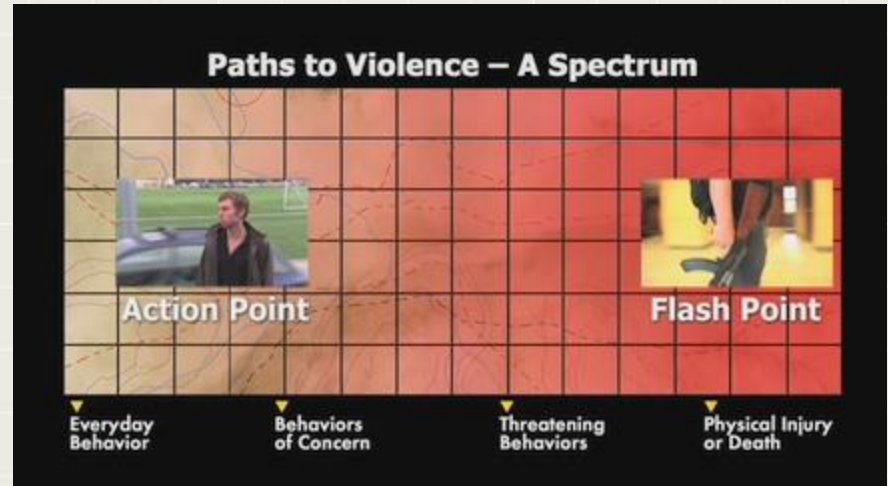 Paths to Violence – A Spectrum
Action Point
Flash Point
Everyday
Behavior
Behaviors
of Concern
Threatening
Behaviors
Physical Injury
or Death